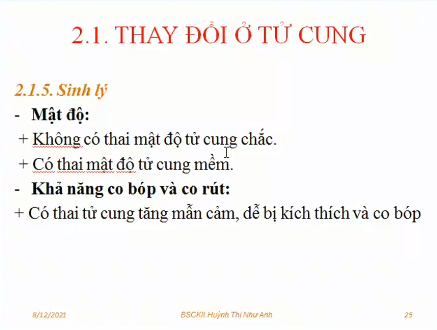 2.1. THAY ĐỔI Ở TỬ CUNG
2.1.5. Sinh lý
- Mật độ:
+ Không có thai mật độ tử cung chắc.
+ Có thai mật độ tử cung mềm.
- Khả năng co bóp và co rút:
+ Có thai tử cung tăng mẫn cảm, dễ bị kích thích và co bóp
8/12/2021 BSCKII.Huỳnh Thị Như Anh 25